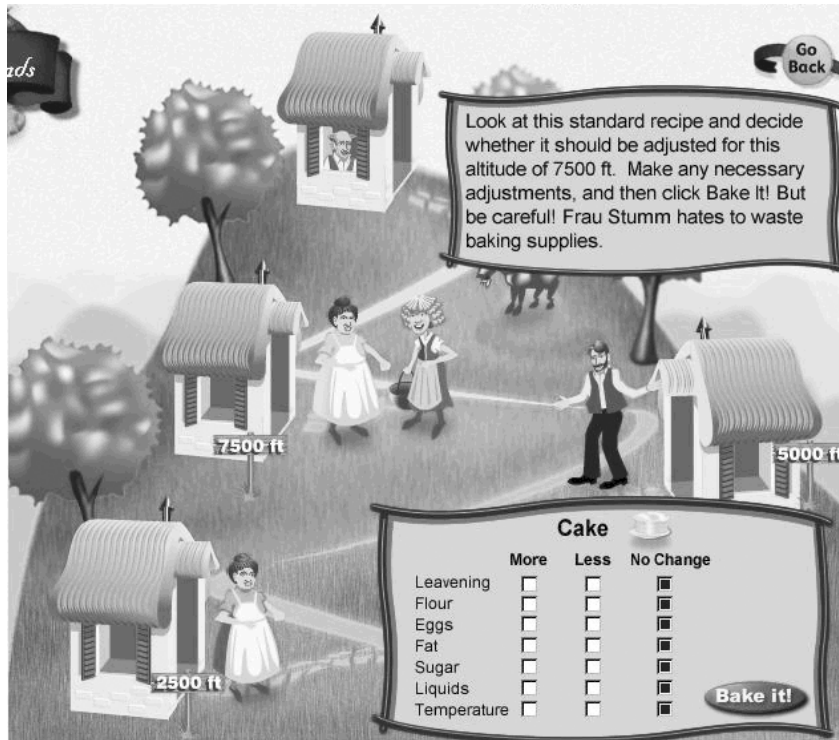 ads
Go
Back
Look at this standard recipe and decide
whether it should be adjusted for this
altitude of 7500 ft. Make any necessary
adjustments, and then click Bake It! But
be careful! Frau Stumm hates to waste
baking supplies.
7500 ft
5000 ft
2500 ft
Cake
More Less No Change
Leavening
Flour
Eggs
Fat
Sugar
Liquids
Temperature
Bake it!